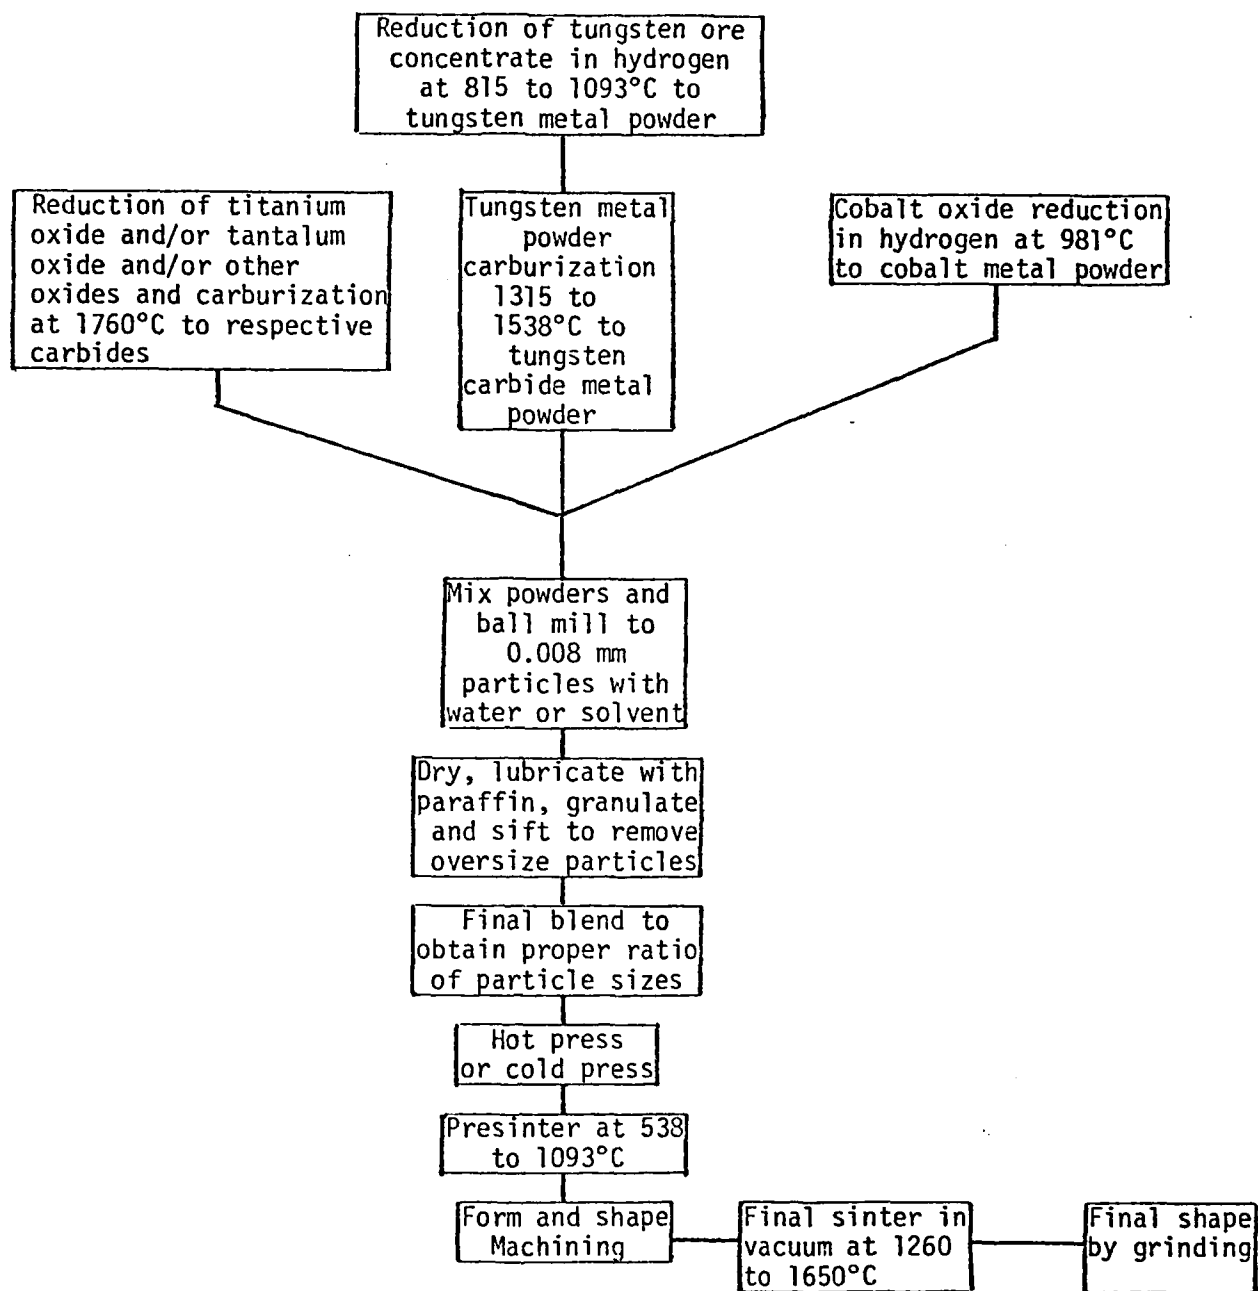 Reduction of tungsten ore
concentrate in hydrogen
at 815 to 1093°C to
tungsten metal powder
Reduction of titanium
oxide and/or tantalum
oxide and/or other
oxides and carburization
at 1760°C to respective
carbides
Tungsten metal
powder
carburization
1315 to
1538°C to
tungsten
carbide metal
powder
Cobalt oxide reduction
in hydrogen at 981°C
to cobalt metal powder
Mix powders and
ball mill to
0.008 mm
particles with
water or solvent
Dry, lubricate with
paraffin, granulate
and sift to remove
oversize particles
Final blend to
obtain proper ratio
of particle sizes
Hot press
or cold press
Presinter at 538
to 1093°C
Form and shape
Machining
Final sinter in
vacuum at 1260
to 1650°C
Final shape
by grinding